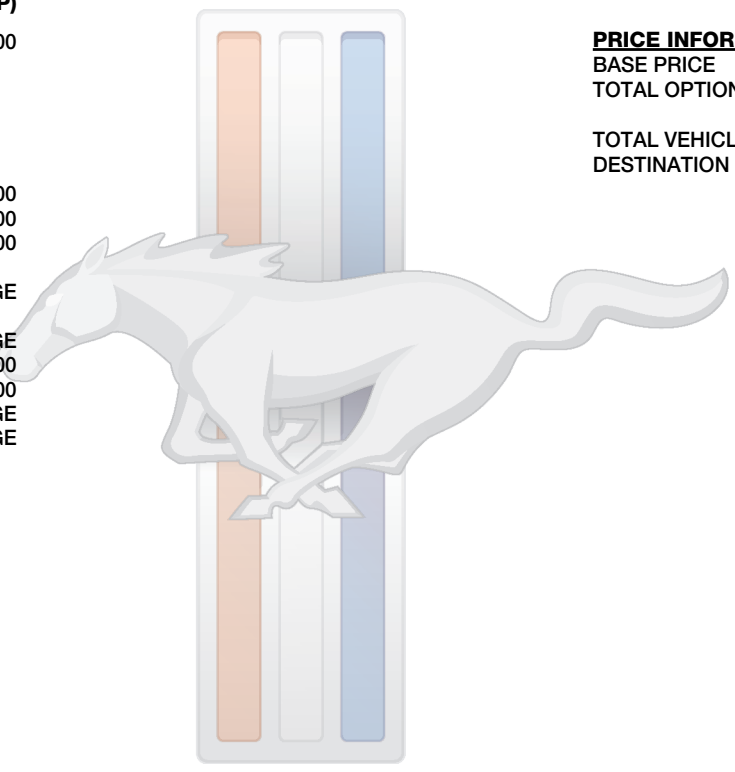 P)
00
00
00
00
GE
GE
00
00
GE
GE
PRICE INFOR
BASE PRICE
TOTAL OPTION
TOTAL VEHICL
DESTINATION